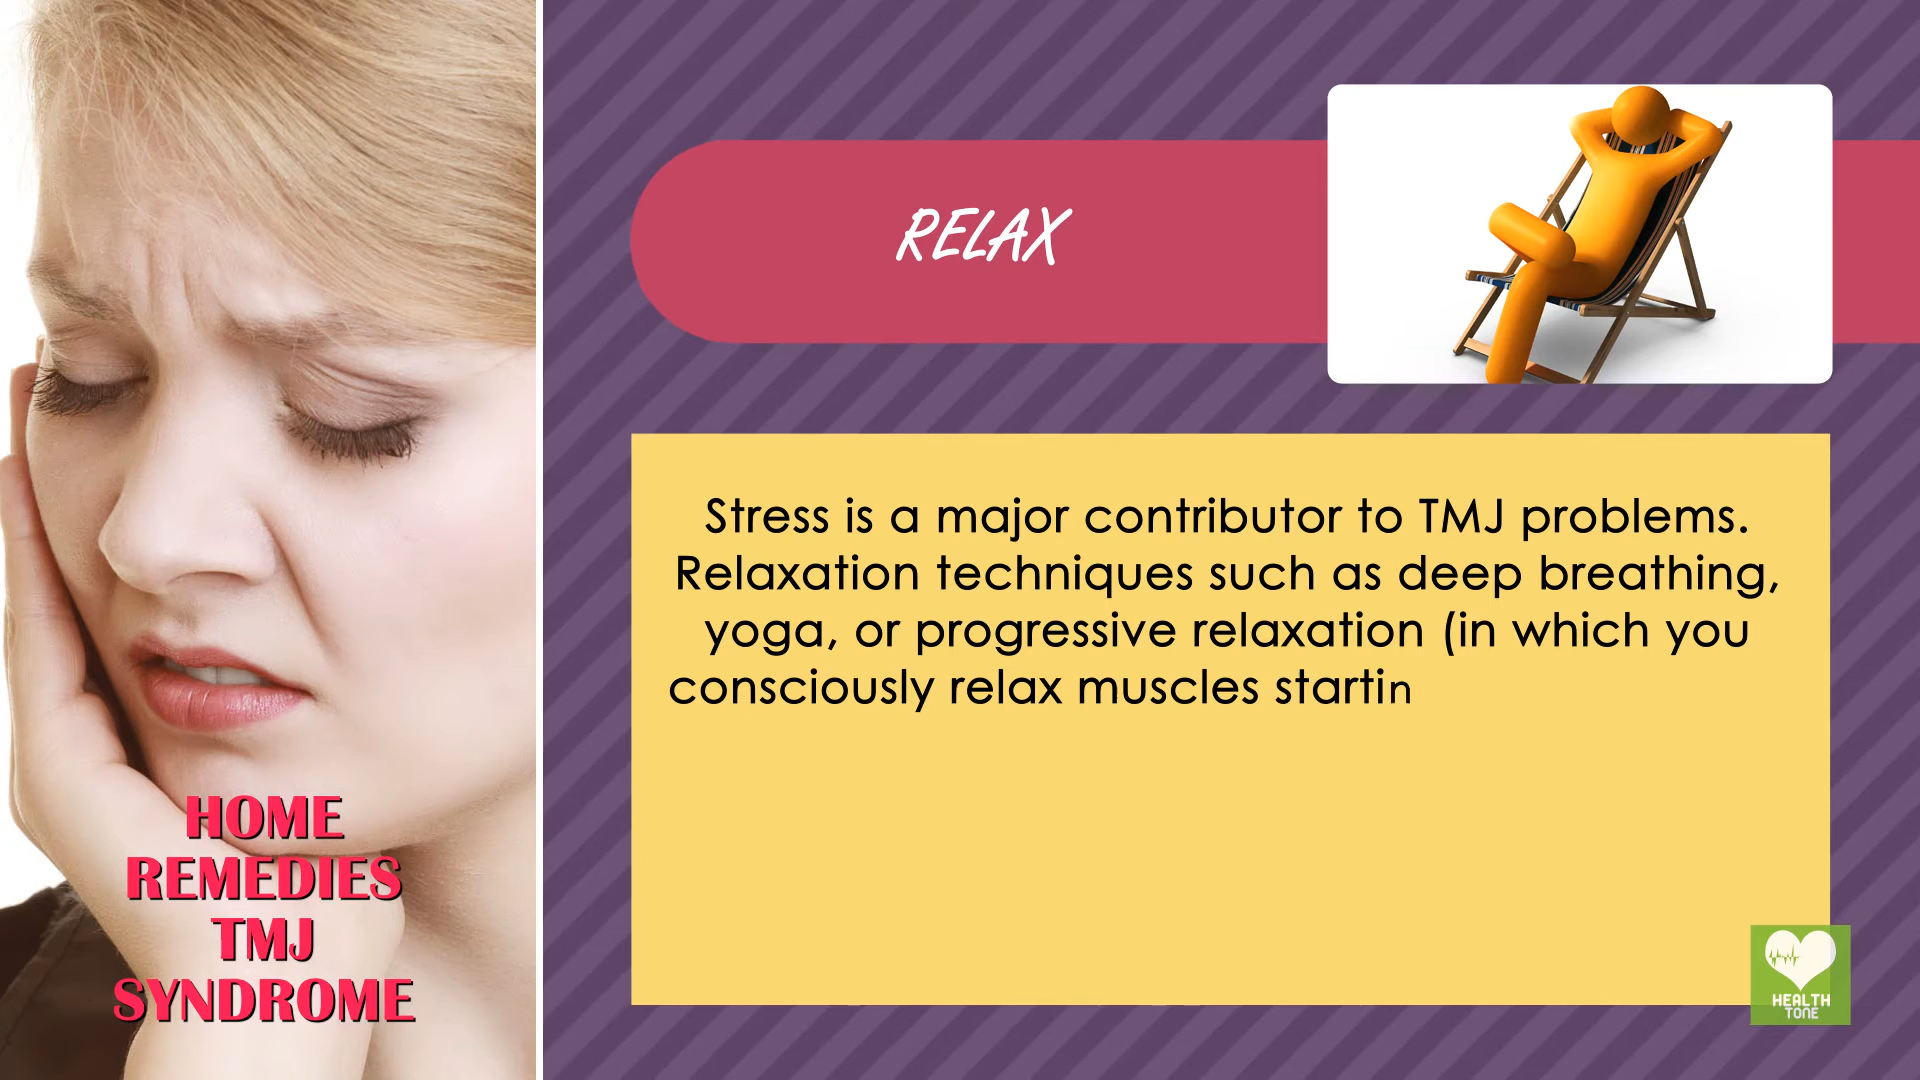 RELAX
Stress is a major contributor to TMJ problems.
Relaxation techniques such as deep breathing,
yoga, or progressive relaxation (in which you
consciously relax muscles startin
HOME
REMEDIES
TMJ
SYNDROME
HEALTH
TONE